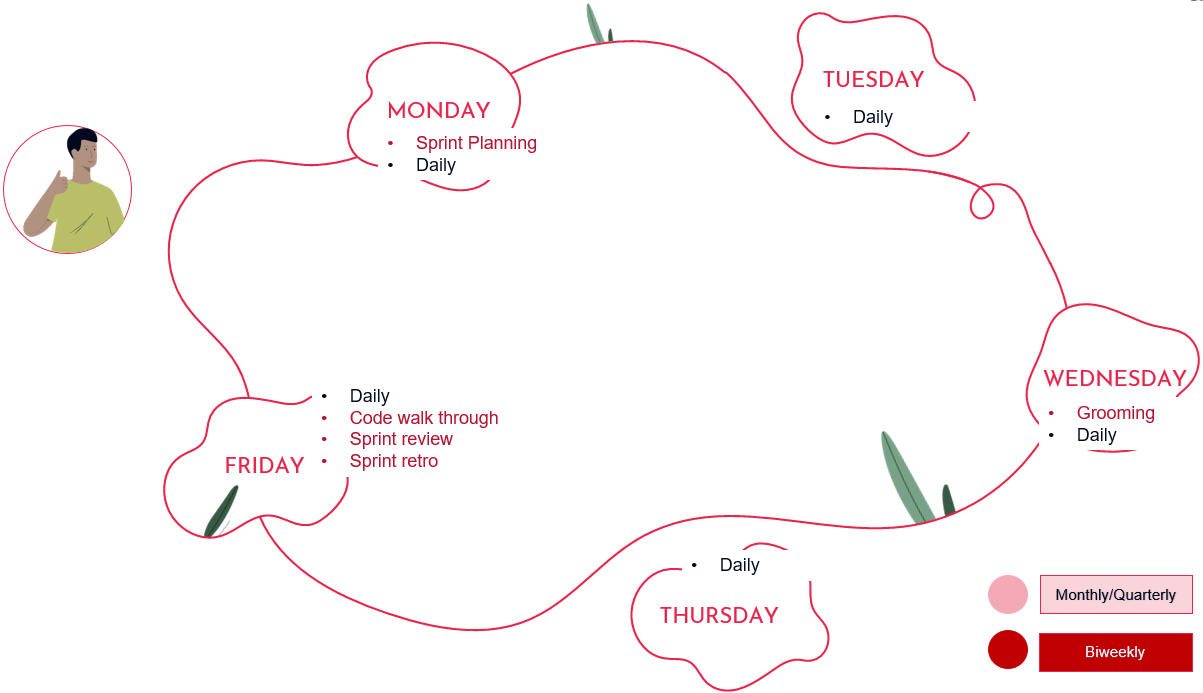 MONDAY
• Sprint Planning
• Daily
TUESDAY
• Daily
WEDNESDAY
• Grooming
• Daily
• Daily
THURSDAY
• Daily
• Code walk through
• Sprint review
• Sprint retro
FRIDAY
Monthly/Quarterly
Biweekly